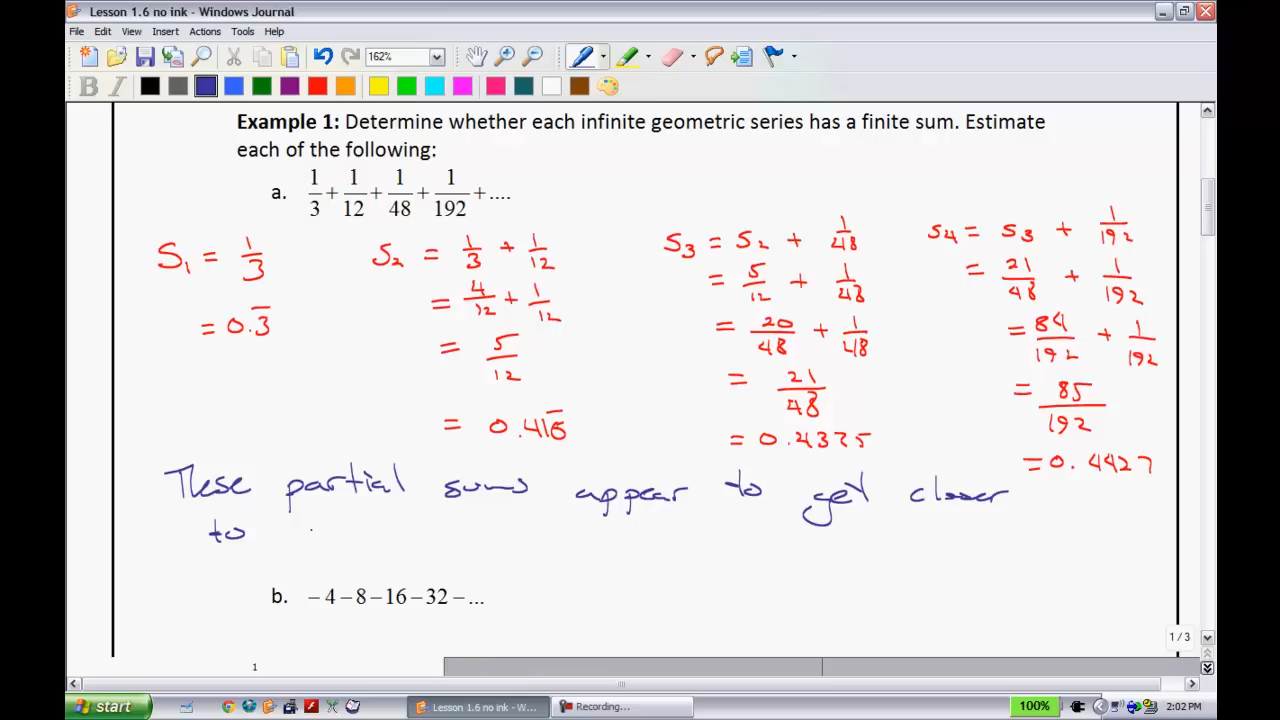 Lesson 1.6 no ink - Windows Journal
File Edit View Insert Actions Tools Help
162%
B I
Example 1: Determine whether each infinite geometric series has a finite sum. Estimate
each of the following:
a. 1/3 + 1/12 + 1/48 + 1/192 + ....
S₁ = 1/3
= 0.3̅
S₂ = 1/3 + 1/12
= 4/12 + 1/12
= 5/12
= 0.416̅
S₃ = S₂ + 1/48
= 5/12 + 1/48
= 20/48 + 1/48
= 21/48
= 0.4375
S4 = S3 + 1/192
= 21/48 + 1/192
= 84/192 + 1/192
= 85/192
= 0.4427
These partial sums appear to get closer
to
b. – 4 – 8 – 16 – 32 – ...
1 / 3
1
start
Lesson 1.6 no ink - W...
Recording...
100%
2:02 PM